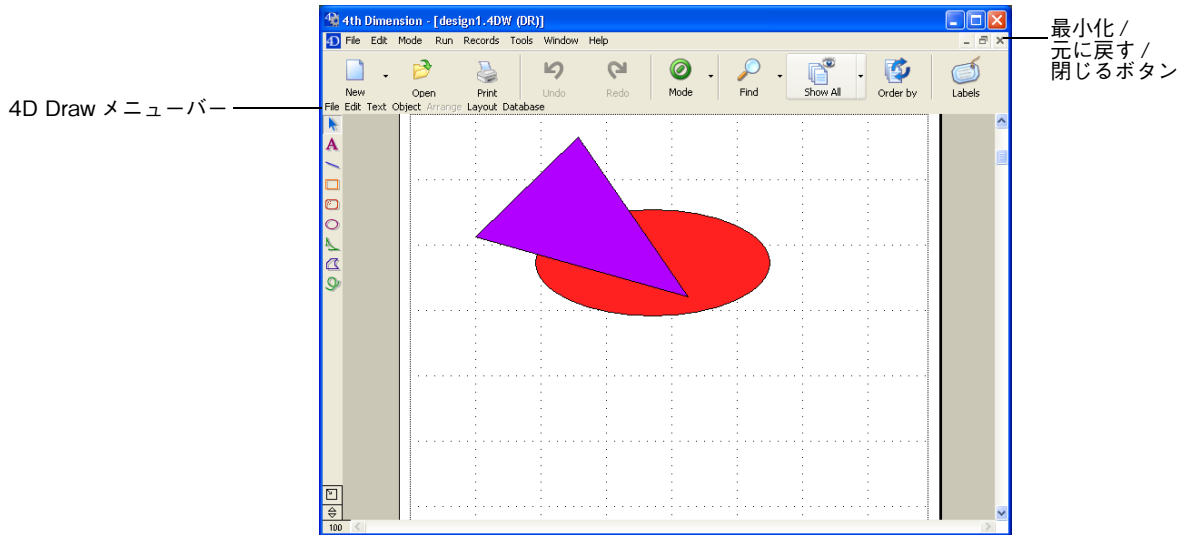 4th Dimension - [design1.4DW (DR)]
File Edit Mode Run Records Tools Window Help
最小化 /
元に戻す /
閉じるボタン
New Open Print Undo Redo Mode Find Show All Order by Labels
4D Draw メニューバー
File Edit Text Object Arrange Layout Database
A
100